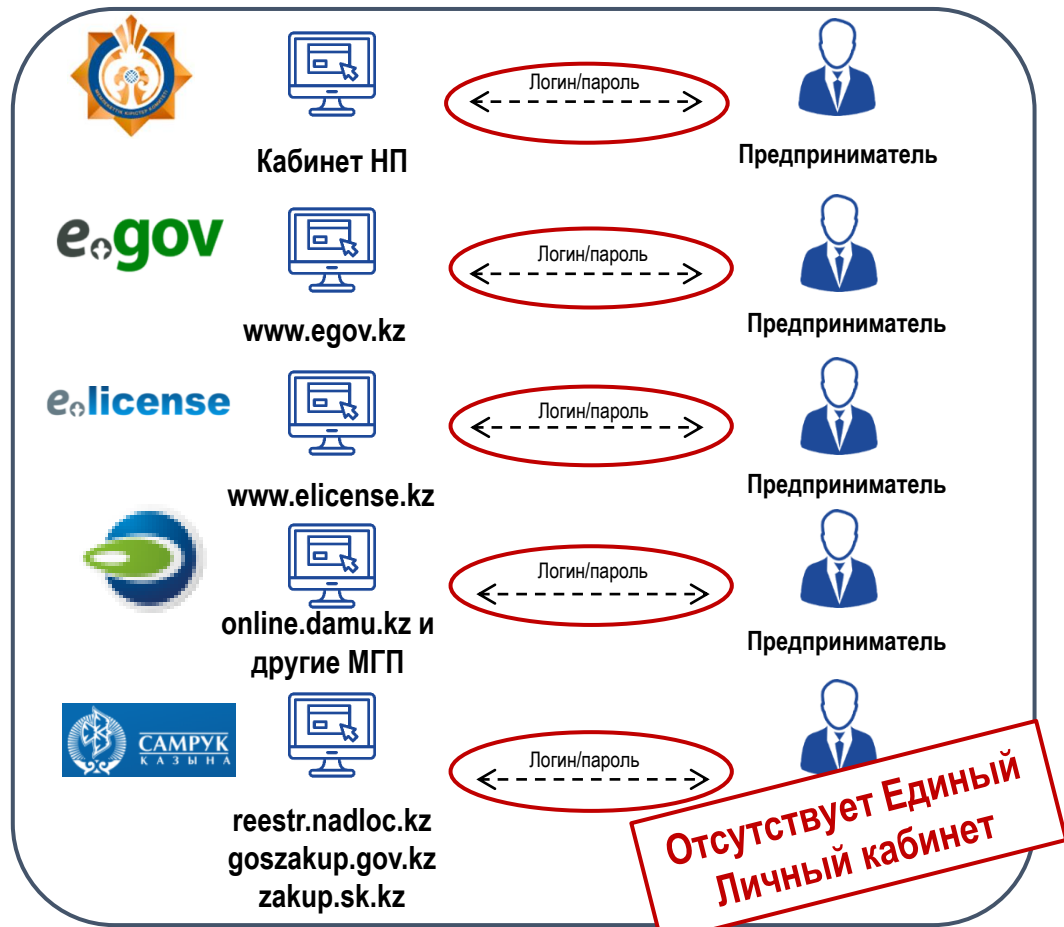 Логин/пароль
Кабинет НП
Предприниматель
e.gov
Логин/пароль
www.egov.kz
Предприниматель
e.license
Логин/пароль
www.elicense.kz
Предприниматель
Логин/пароль
online.damu.kz и
другие МГП
Предприниматель
САМРУК
КАЗЫНА
Логин/пароль
reestr.nadloc.kz
goszakup.gov.kz
zakup.sk.kz
Отсутствует Единый
Личный кабинет